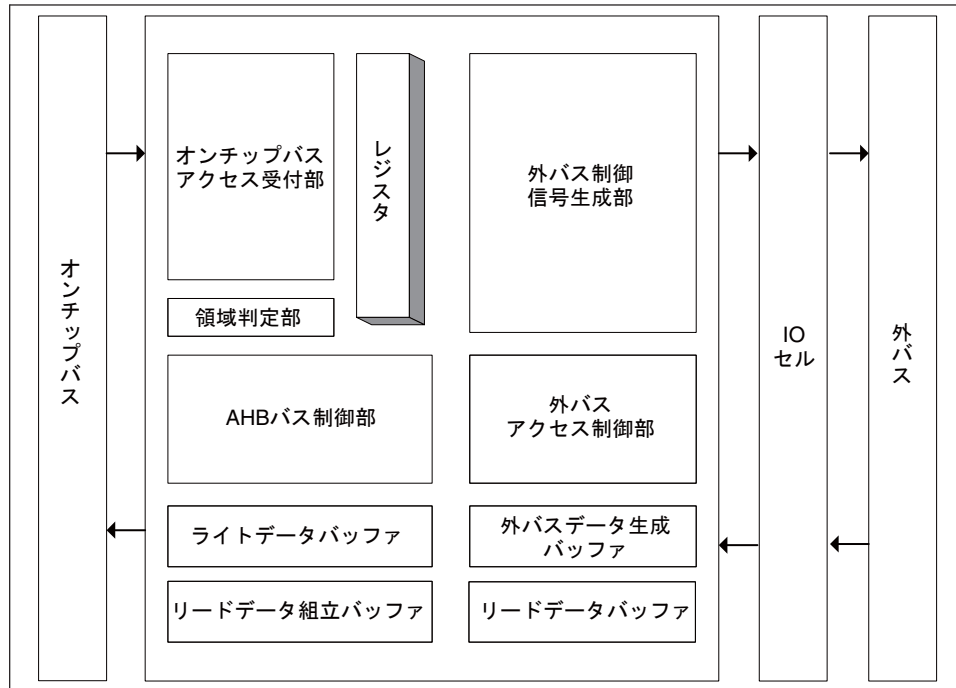 オンチップバス
オンチップバス
アクセス受付部
レジスタ
領域判定部
AHBバス制御部
ライトデータバッファ
リードデータ組立バッファ
外バス制御
信号生成部
外バス
アクセス制御部
外バスデータ生成
バッファ
リードデータバッファ
IO
セル
外バス